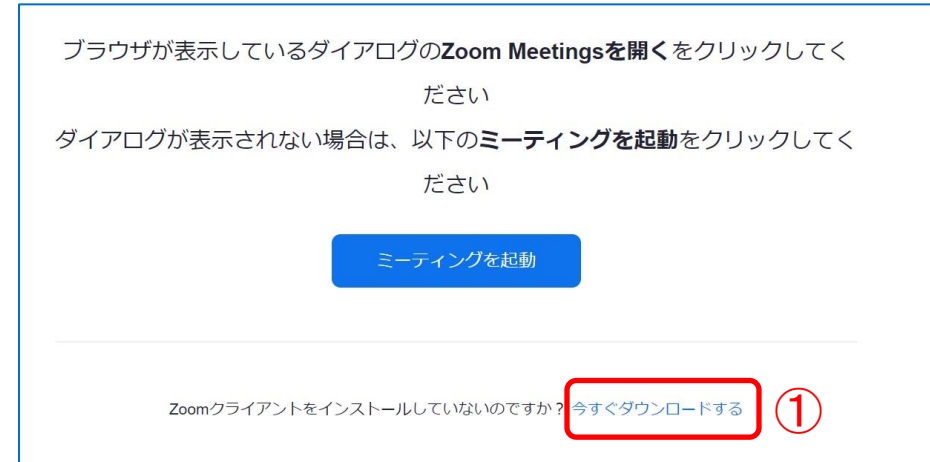 ブラウザが表示しているダイアログのZoom Meetingsを開くをクリックしてく
ださい
ダイアログが表示されない場合は、以下のミーティングを起動をクリックしてく
ださい
ミーティングを起動
Zoomクライアントをインストールしていないのですか？今すぐダウンロードする ①